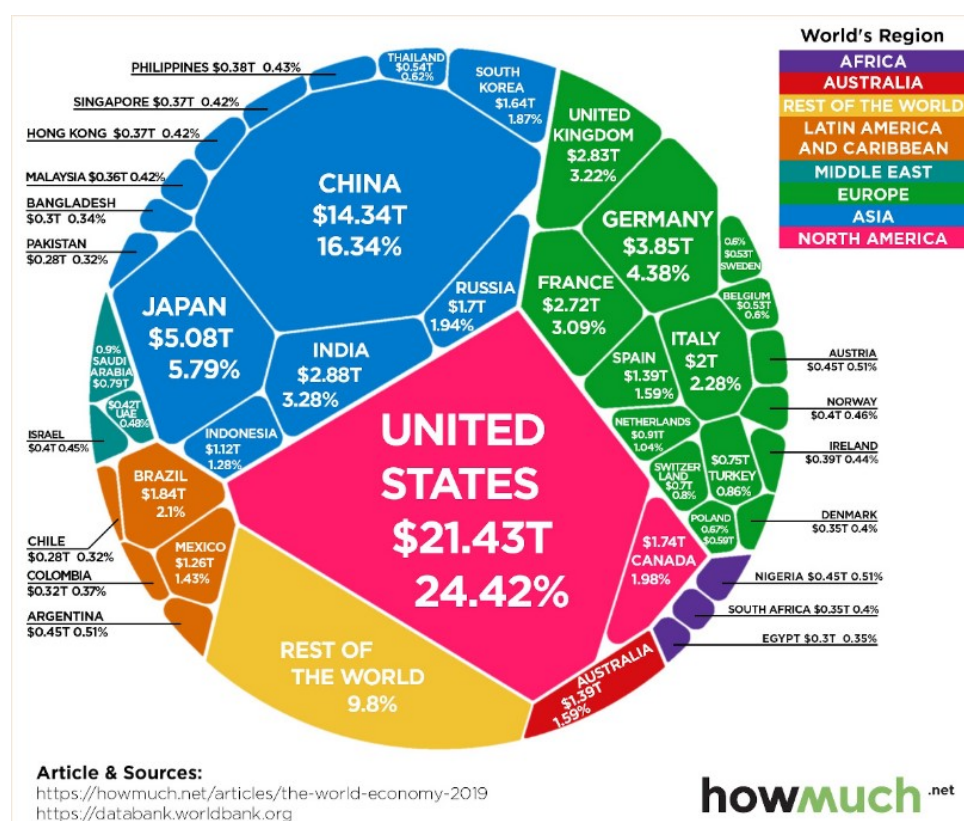 World's Region
AFRICA
AUSTRALIA
REST OF THE WORLD
LATIN AMERICA
AND CARIBBEAN
MIDDLE EAST
EUROPE
ASIA
NORTH AMERICA
THAILAND
$0.54T
0.62%
PHILIPPINES $0.38T 0.43%
SINGAPORE $0.37T 0.42%
HONG KONG $0.37T 0.42%
MALAYSIA $0.36T 0.42%
BANGLADESH
$0.3T 0.34%
PAKISTAN
$0.28T 0.32%
SOUTH
KOREA
$1.64T
1.87%
CHINA
$14.34T
16.34%
JAPAN
$5.08T
5.79%
INDIA
$2.88T
3.28%
RUSSIA
$1.7T
1.94%
INDONESIA
$1.12T
1.28%
UNITED
KINGDOM
$2.83T
3.22%
GERMANY
$3.85T
4.38%
FRANCE
$2.72T
3.09%
0.6%
$0.53T
SWEDEN
BELGIUM
$0.53T
0.6%
ITALY
$2T
2.28%
SPAIN
$1.39T
1.59%
AUSTRIA
$0.45T 0.51%
NORWAY
$0.4T 0.46%
NETHERLANDS
$0.91T
1.04%
IRELAND
$0.39T 0.44%
SWITZER
LAND
$0.7T
0.8%
$0.75T
TURKEY
0.86%
POLAND
0.67%
$0.59T
DENMARK
$0.35T 0.4%
0.9%
SAUDI
ARABIA
$0.79T
$0.42T
UAE
0.48%
ISRAEL
$0.4T 0.45%
BRAZIL
$1.84T
2.1%
MEXICO
$1.26T
1.43%
CHILE
$0.28T 0.32%
COLOMBIA
$0.32T 0.37%
ARGENTINA
$0.45T 0.51%
UNITED
STATES
$21.43T
24.42%
$1.74T
CANADA
1.98%
NIGERIA $0.45T 0.51%
SOUTH AFRICA $0.35T 0.4%
EGYPT $0.3T 0.35%
REST OF
THE WORLD
9.8%
AUSTRALIA
$1.39T
1.59%
Article & Sources:
https://howmuch.net/articles/the-world-economy-2019
https://databank.worldbank.org
howmuch.net